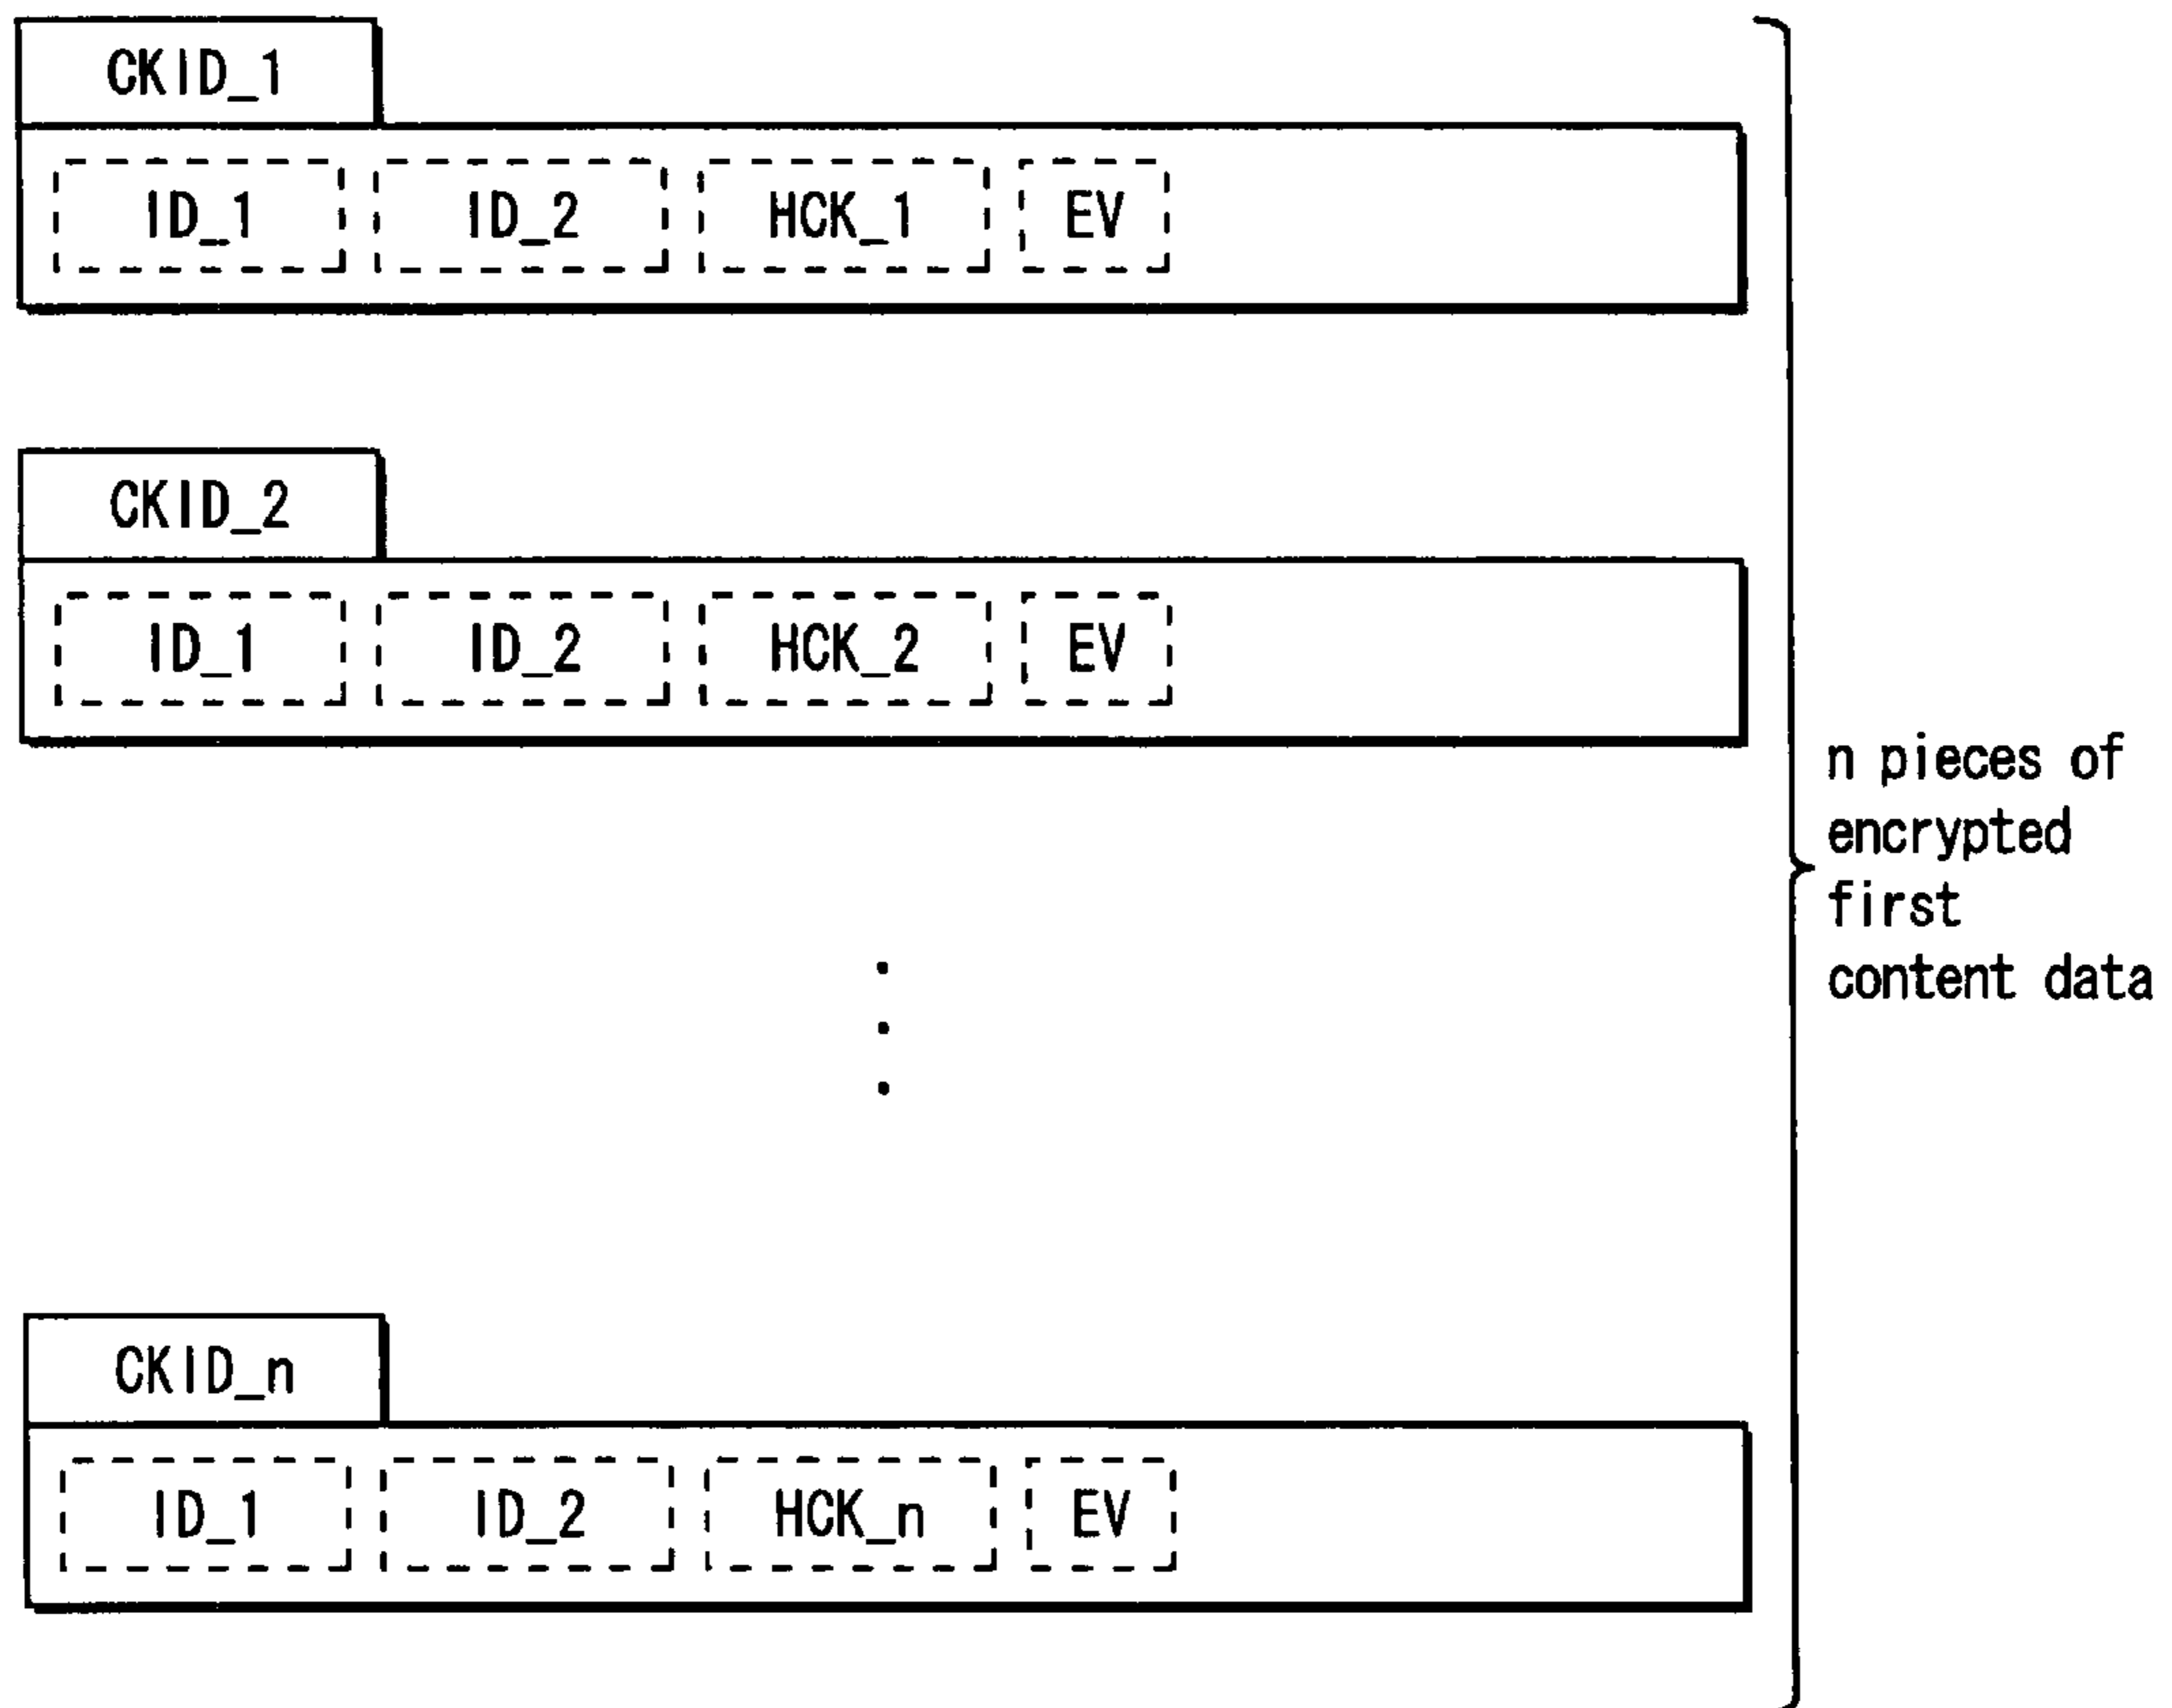 CKID_1
ID_1 ID_2 HCK_1 EV
CKID_2
ID_1 ID_2 HCK_2 EV
n pieces of
encrypted
first
content data
CKID_n
ID_1 ID_2 HCK_n EV